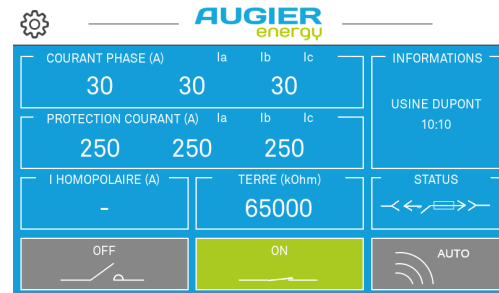 AUGIER
energy
COURANT PHASE (A) Ia Ib Ic
30 30 30
INFORMATIONS
USINE DUPONT
10:10
PROTECTION COURANT (A) Ia Ib Ic
250 250 250
I HOMOPOLAIRE (A)
-
TERRE (kOhm)
65000
STATUS
OFF
ON
AUTO